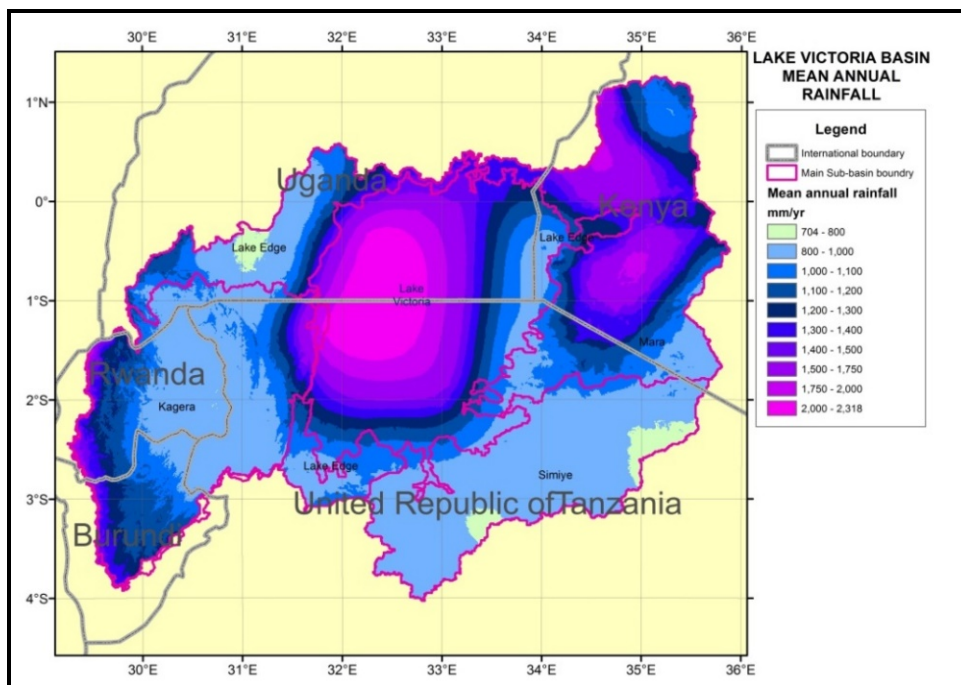 30°E 31°E 32°E 33°E 34°E 35°E 36°E
LAKE VICTORIA BASIN
MEAN ANNUAL
RAINFALL
Legend
International boundary
Main Sub-basin boundry
Mean annual rainfall
mm/yr
704 - 800
800 - 1,000
1,000 - 1,100
1,100 - 1,200
1,200 - 1,300
1,300 - 1,400
1,400 - 1,500
1,500 - 1,750
1,750 - 2,000
2,000 - 2,318
1°N
Uganda
0°
Kenya
Lake Edge
Lake Edge
Lake
Victoria
1°S
Mara
Rwanda
Kagera
2°S
Lake Edge
Simiye
3°S
United Republic of Tanzania
Burundi
4°S
30°E 31°E 32°E 33°E 34°E 35°E 36°E